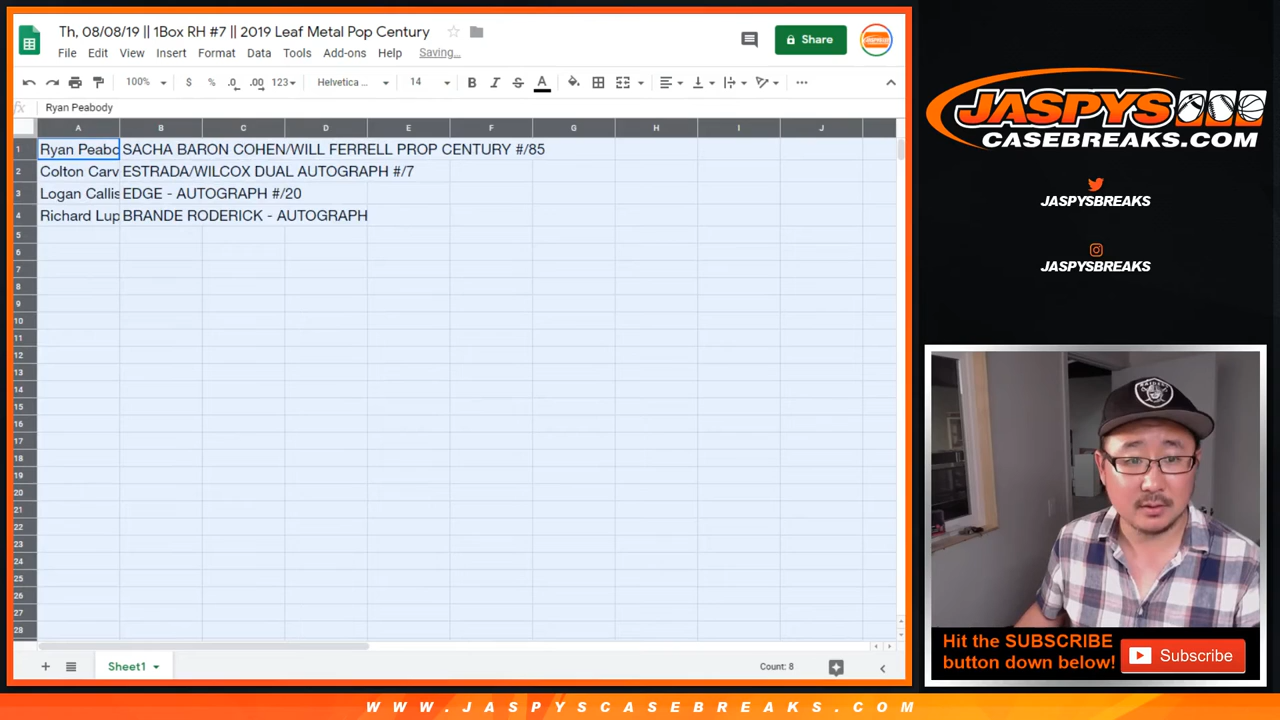 Th, 08/08/19 || 1Box RH #7 || 2019 Leaf Metal Pop Century
File Edit View Insert Format Data Tools Add-ons Help Saving...
Share
100% $ % .0 .00 123 Helvetica ... 14 B I S A
fx Ryan Peabody
A B C D E F G H I J
1 Ryan Peabo SACHA BARON COHEN/WILL FERRELL PROP CENTURY #/85
2 Colton Carv ESTRADA/WILCOX DUAL AUTOGRAPH #/7
3 Logan Callis EDGE - AUTOGRAPH #/20
4 Richard Lup BRANDE RODERICK - AUTOGRAPH
5
6
7
8
9
10
11
12
13
14
15
16
17
18
19
20
21
22
23
24
25
26
27
28
Sheet1
Count: 8
JASPYS
CASEBREAKS.COM
JASPYSBREAKS
JASPYSBREAKS
RAIDERS
Hit the SUBSCRIBE
button down below!
Subscribe
WWW.JASPYSCASEBREAKS.COM